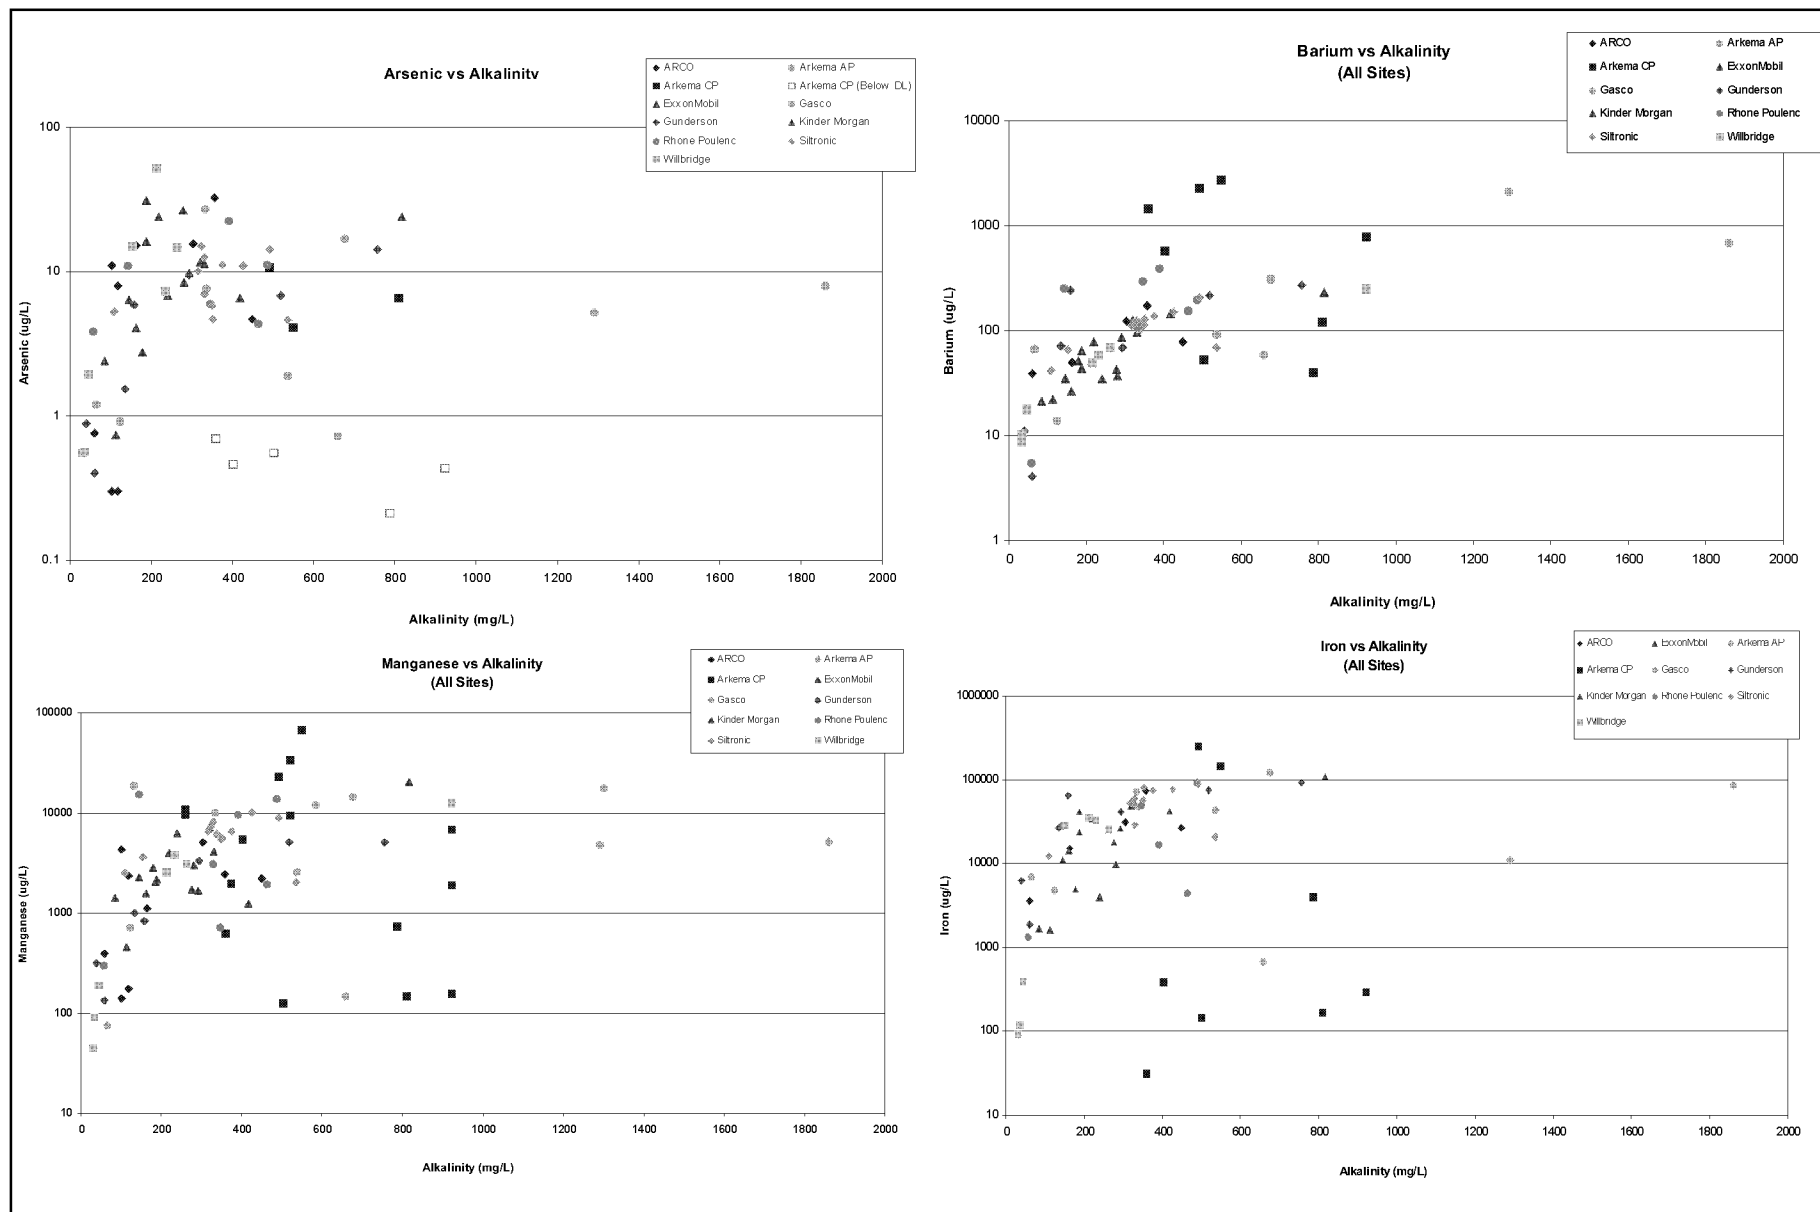 Arsenic vs Alkalinitv
ARCO Arkema AP
Arkema CP Arkema CP (Below DL)
ExxonMobil Gasco
Gunderson Kinder Morgan
Rhone Poulenc Siltronic
Willbridge
100
10
1
0.1
Arsenic (ug/L)
0 200 400 600 800 1000 1200 1400 1600 1800 2000
Alkalinity (mg/L)
Barium vs Alkalinity
(All Sites)
ARCO Arkema AP
Arkema CP ExxonMobil
Gasco Gunderson
Kinder Morgan Rhone Poulenc
Siltronic Willbridge
10000
1000
100
10
1
Barium (ug/L)
0 200 400 600 800 1000 1200 1400 1600 1800 2000
Alkalinity (mg/L)
Manganese vs Alkalinity
(All Sites)
ARCO Arkema AP
Arkema CP ExxonMobil
Gasco Gunderson
Kinder Morgan Rhone Poulenc
Siltronic Willbridge
100000
10000
1000
100
10
Manganese (ug/L)
0 200 400 600 800 1000 1200 1400 1600 1800 2000
Alkalinity (mg/L)
Iron vs Alkalinity
(All Sites)
ARCO ExxonMobil Arkema AP
Arkema CP Gasco Gunderson
Kinder Morgan Rhone Poulenc Siltronic
Willbridge
1000000
100000
10000
1000
100
10
Iron (ug/L)
0 200 400 600 800 1000 1200 1400 1600 1800 2000
Alkalinity (mg/L)